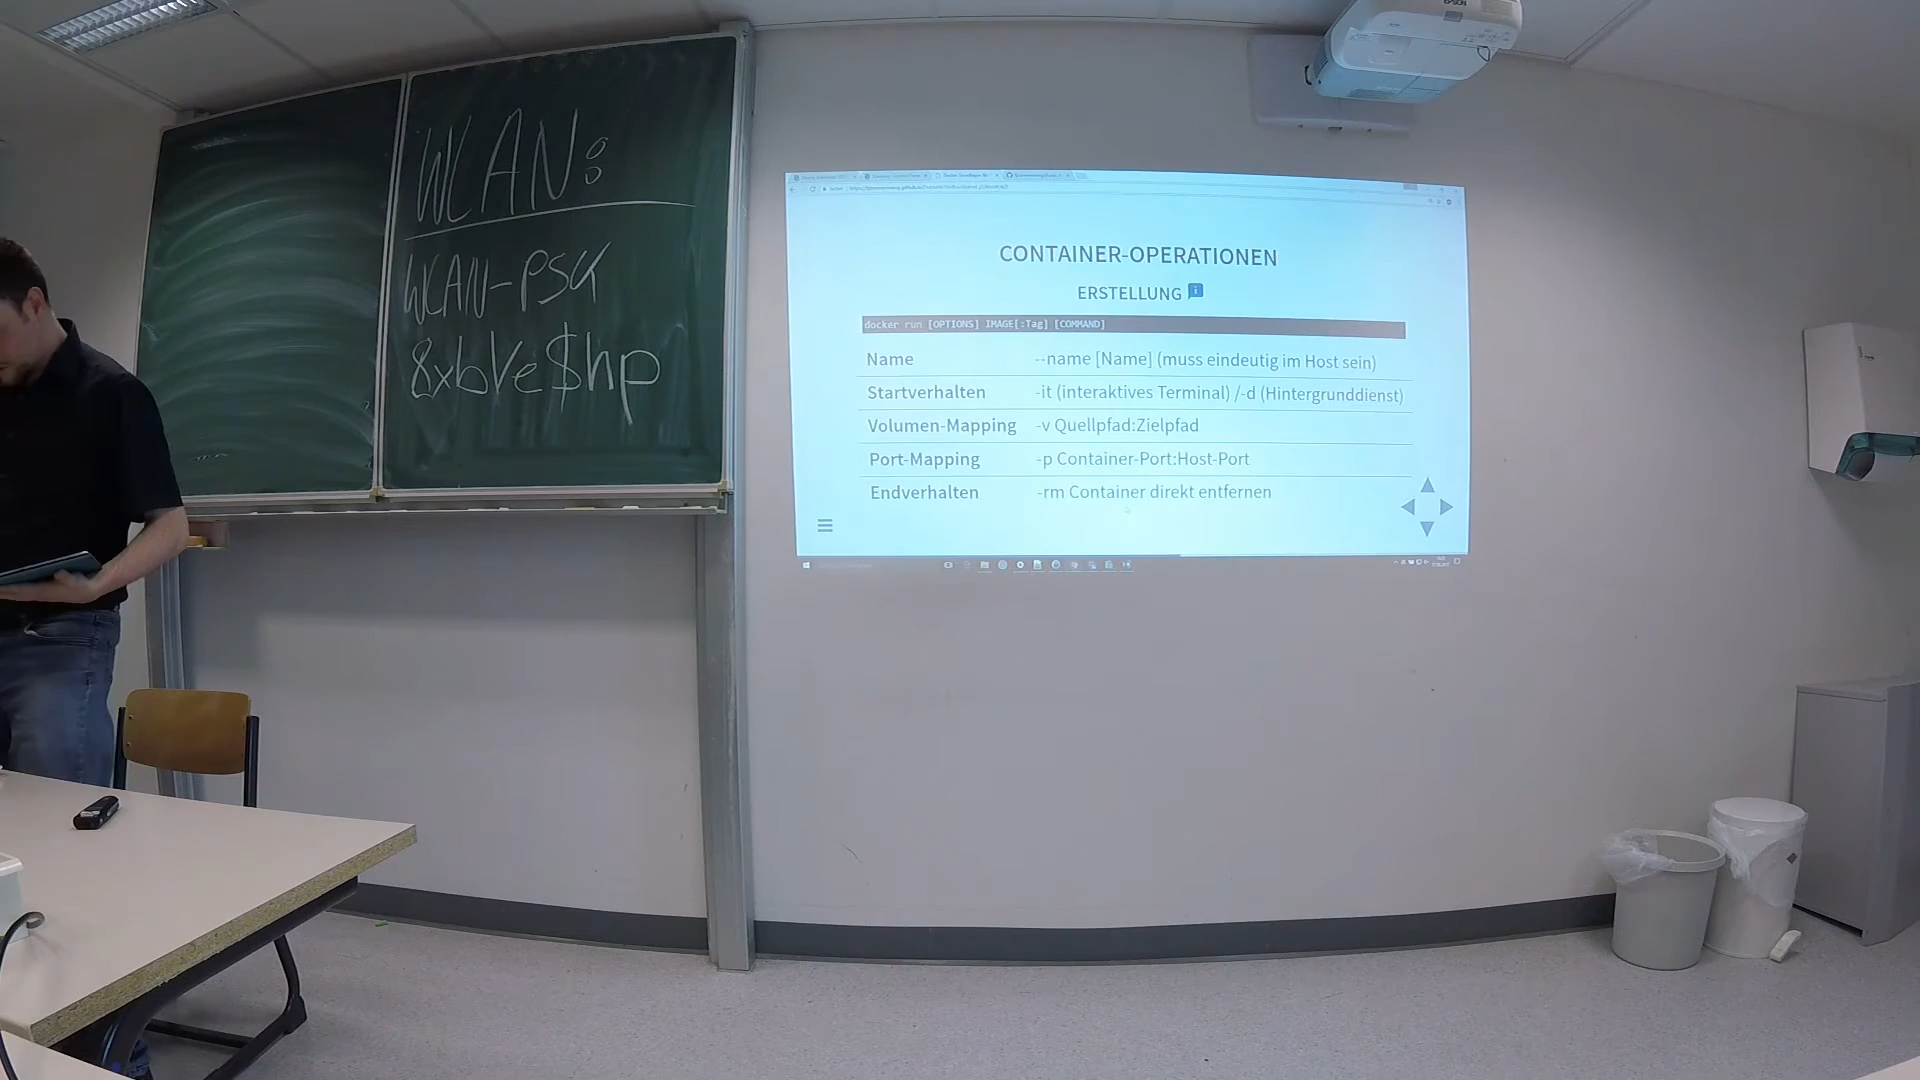 WLAN:
WLAN-PSK
8xbVe$hp
EPSON
CONTAINER-OPERATIONEN
ERSTELLUNG
docker run [OPTIONS] IMAGE[:Tag] [COMMAND]
Name --name [Name] (muss eindeutig im Host sein)
Startverhalten -it (interaktives Terminal) /-d (Hintergrunddienst)
Volumen-Mapping -v Quellpfad:Zielpfad
Port-Mapping -p Container-Port:Host-Port
Endverhalten -rm Container direkt entfernen